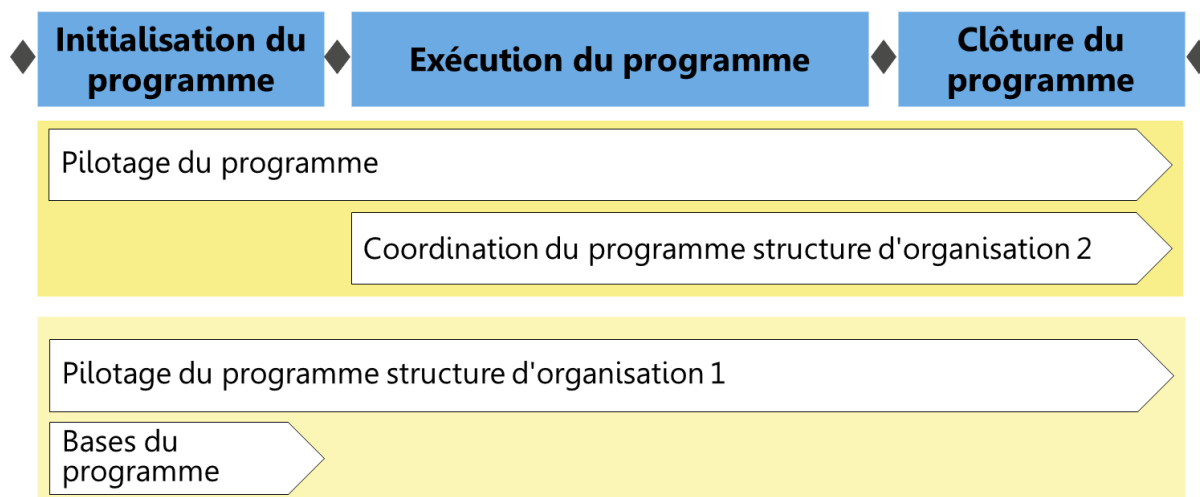 Initialisation du
programme
Exécution du programme
Clôture du
programme
Pilotage du programme
Coordination du programme structure d'organisation 2
Pilotage du programme structure d'organisation 1
Bases du
programme